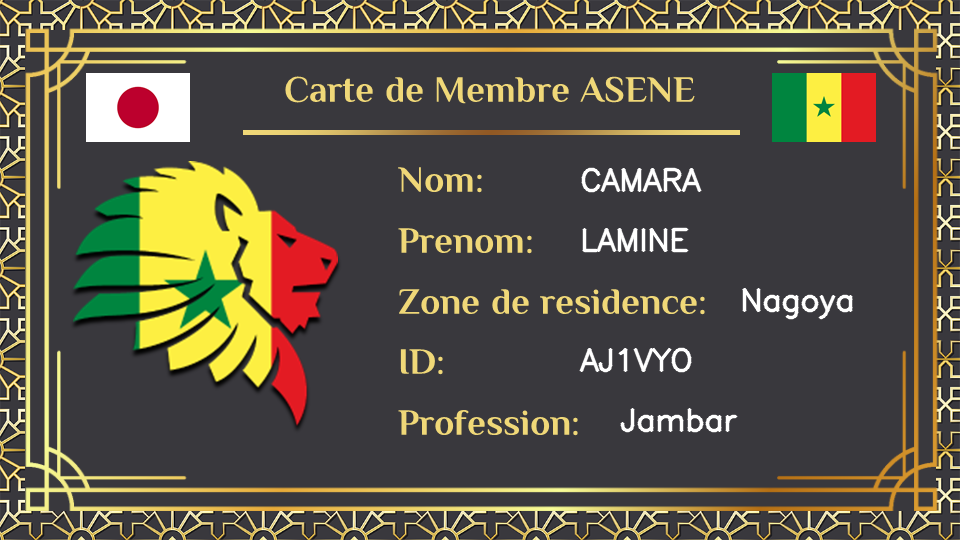 Carte de Membre ASENE
Nom: CAMARA
Prenom: LAMINE
Zone de residence: Nagoya
ID: AJ1VYO
Profession: Jambar